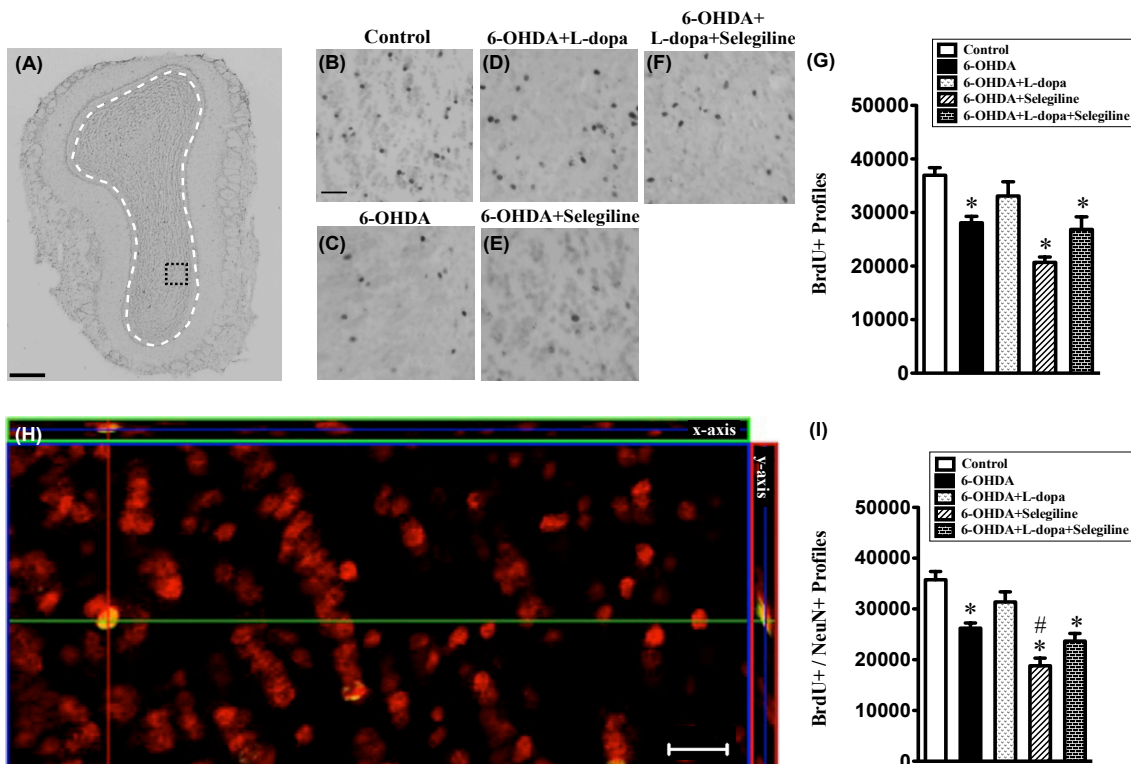 (A)
Control
(B)
6-OHDA+L-dopa
(D)
6-OHDA+
L-dopa+Selegiline
(F)
6-OHDA
(C)
6-OHDA+Selegiline
(E)
(G)
Control
6-OHDA
6-OHDA+L-dopa
6-OHDA+Selegiline
6-OHDA+L-dopa+Selegiline
BrdU+ Profiles
50000
40000
30000
20000
10000
0
*
*
*
(H)
x-axis
y-axis
(I)
Control
6-OHDA
6-OHDA+L-dopa
6-OHDA+Selegiline
6-OHDA+L-dopa+Selegiline
BrdU+ / NeuN+ Profiles
50000
40000
30000
20000
10000
0
*
#
*
*